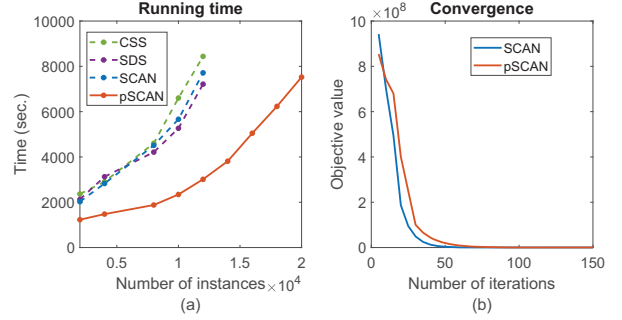 Running time
CSS
SDS
SCAN
pSCAN
10000
8000
6000
4000
2000
0
Time (sec.)
0.5
1
1.5
2
Number of instances
×10^4
(a)
Convergence
×10^8
SCAN
pSCAN
10
8
6
4
2
0
Objective value
0
50
100
150
Number of iterations
(b)